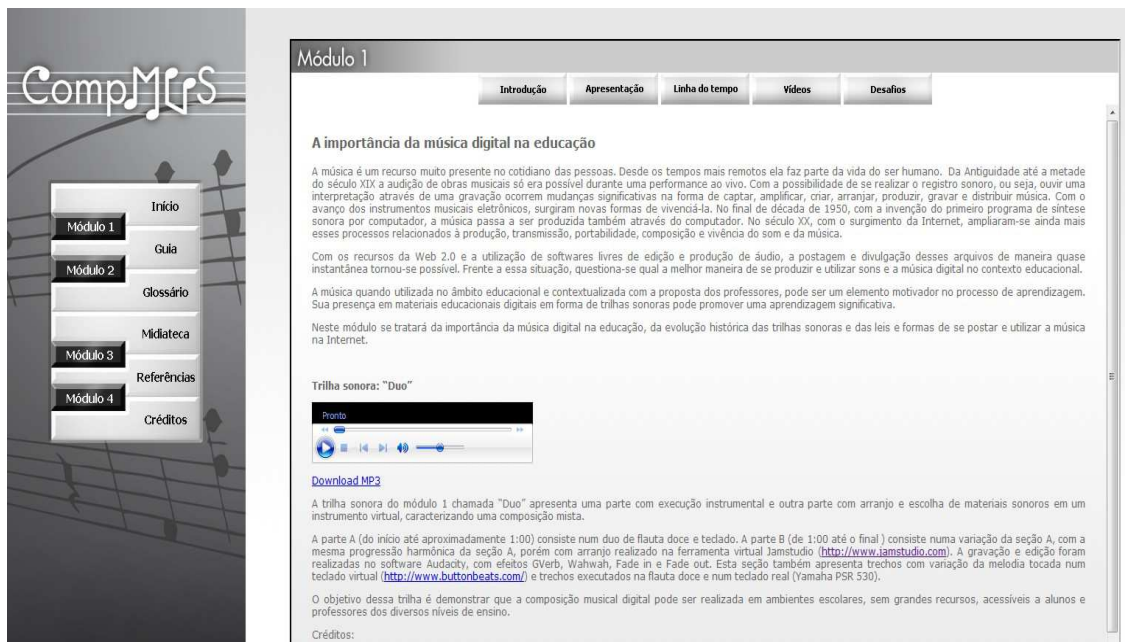 CompMUS
Início
Módulo 1
Guia
Módulo 2
Glossário
Midiateca
Módulo 3
Referências
Módulo 4
Créditos
Módulo 1
Introdução
Apresentação
Linha do tempo
Vídeos
Desafios
A importância da música digital na educação
A música é um recurso muito presente no cotidiano das pessoas. Desde os tempos mais remotos ela faz parte da vida do ser humano. Da Antiguidade até a metade
do século XIX a audição de obras musicais só era possível durante uma performance ao vivo. Com a possibilidade de se realizar o registro sonoro, ou seja, ouvir uma
interpretação através de uma gravação ocorrem mudanças significativas na forma de captar, amplificar, criar, arranjar, produzir, gravar e distribuir música. Com o
avanço dos instrumentos musicais eletrônicos, surgiram novas formas de vivenciá-la. No final de década de 1950, com a invenção do primeiro programa de síntese
sonora por computador, a música passa a ser produzida também através do computador. No século XX, com o surgimento da Internet, ampliaram-se ainda mais
esses processos relacionados à produção, transmissão, portabilidade, composição e vivência do som e da música.
Com os recursos da Web 2.0 e a utilização de softwares livres de edição e produção de áudio, a postagem e divulgação desses arquivos de maneira quase
instantânea tornou-se possível. Frente a essa situação, questiona-se qual a melhor maneira de se produzir e utilizar sons e a música digital no contexto educacional.
A música quando utilizada no âmbito educacional e contextualizada com a proposta dos professores, pode ser um elemento motivador no processo de aprendizagem.
Sua presença em materiais educacionais digitais em forma de trilhas sonoras pode promover uma aprendizagem significativa.
Neste módulo se tratará da importância da música digital na educação, da evolução histórica das trilhas sonoras e das leis e formas de se postar e utilizar a música
na Internet.
Trilha sonora: "Duo"
Pronto
Download MP3
A trilha sonora do módulo 1 chamada "Duo" apresenta uma parte com execução instrumental e outra parte com arranjo e escolha de materiais sonoros em um
instrumento virtual, caracterizando uma composição mista.
A parte A (do início até aproximadamente 1:00) consiste num duo de flauta doce e teclado. A parte B (de 1:00 até o final ) consiste numa variação da seção A, com a
mesma progressão harmônica da seção A, porém com arranjo realizado na ferramenta virtual Jamstudio (http://www.jamstudio.com). A gravação e edição foram
realizadas no software Audacity, com efeitos GVerb, Wahwah, Fade in e Fade out. Esta seção também apresenta trechos com variação da melodia tocada num
teclado virtual (http://www.buttonbeats.com/) e trechos executados na flauta doce e num teclado real (Yamaha PSR 530).
O objetivo dessa trilha é demonstrar que a composição musical digital pode ser realizada em ambientes escolares, sem grandes recursos, acessíveis a alunos e
professores dos diversos níveis de ensino.
Créditos: